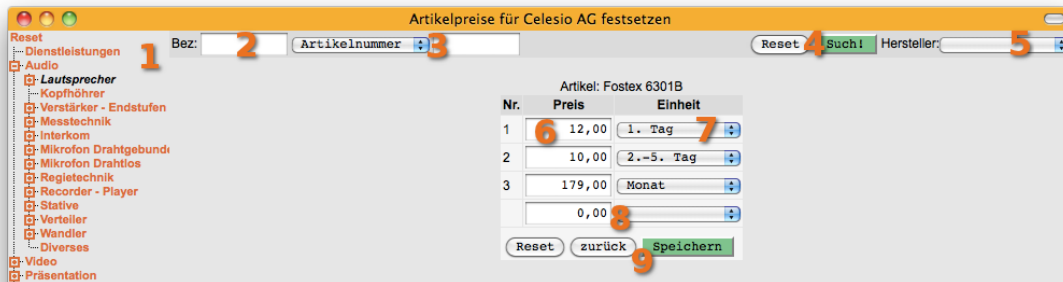 Artikelpreise für Celesio AG festsetzen
Reset
Dienstleistungen
Audio
Lautsprecher
Kopfhöhrer
Verstärker - Endstufen
Messtechnik
Interkom
Mikrofon Drahtgebunde
Mikrofon Drahtlos
Regietechnik
Recorder - Player
Stative
Verteiler
Wandler
Diverses
Video
Präsentation
1
Bez: 2 Artikelnummer 3 Reset 4 Such! Hersteller: 5
Artikel: Fostex 6301B
Nr. Preis Einheit
1 6 12,00 1. Tag 7
2 10,00 2.-5. Tag
3 179,00 Monat
0,00 8
Reset zurück 9 Speichern